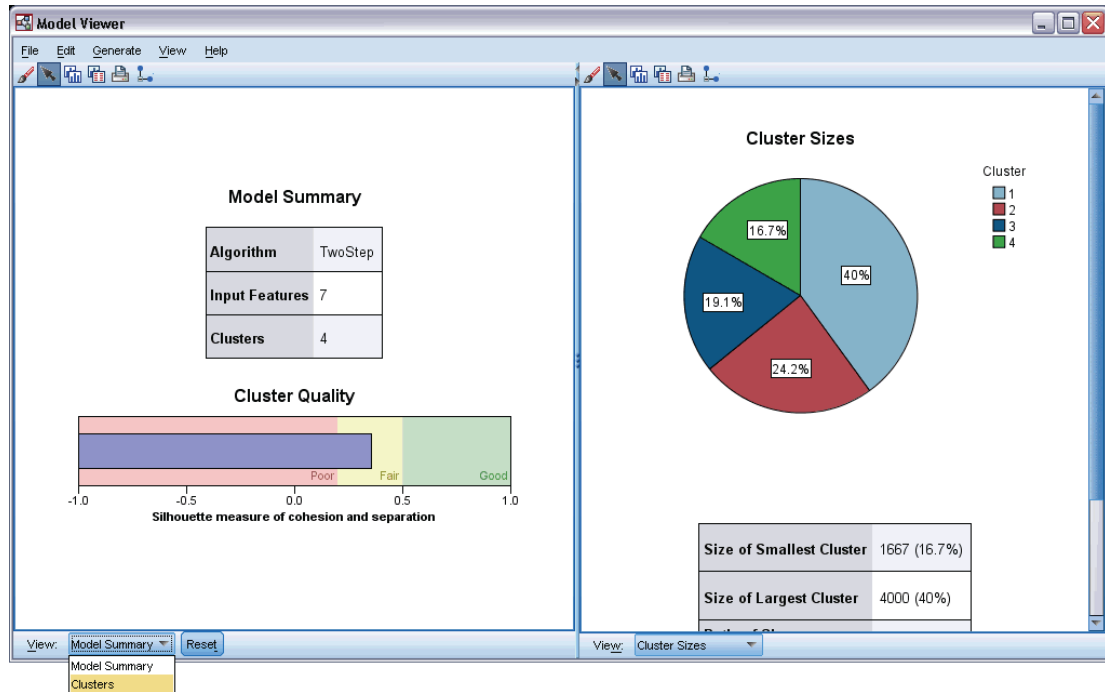 Model Viewer
File Edit Generate View Help
Model Summary
Algorithm TwoStep
Input Features 7
Clusters 4
Cluster Quality
Poor Fair Good
-1.0 -0.5 0.0 0.5 1.0
Silhouette measure of cohesion and separation
View: Model Summary Reset
Model Summary
Clusters
Cluster Sizes
Cluster
1
2
3
4
16.7%
40%
19.1%
24.2%
Size of Smallest Cluster 1667 (16.7%)
Size of Largest Cluster 4000 (40%)
View: Cluster Sizes